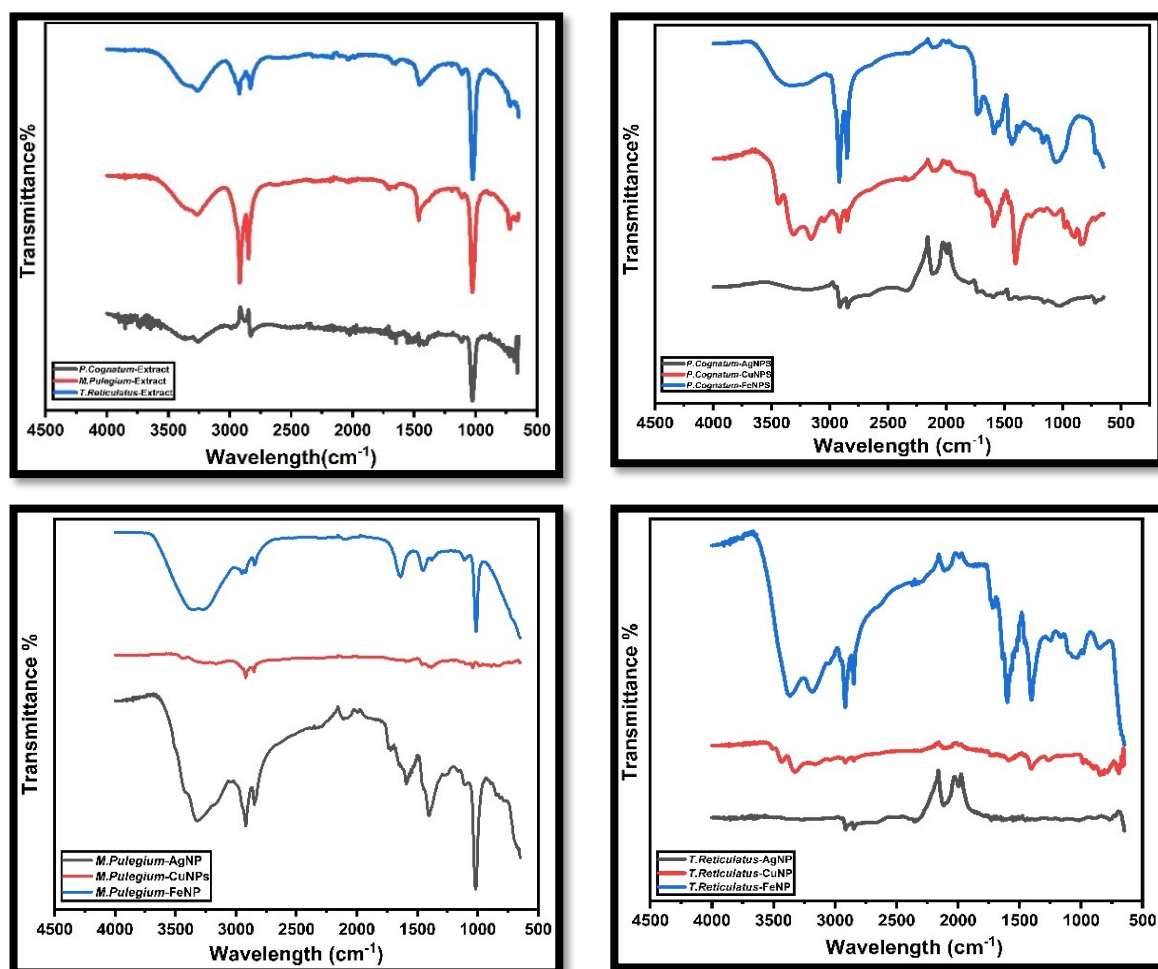 Transmittance%
P.Cognatum-Extract
M.Pulegium-Extract
T.Reticulatus-Extract
4500 4000 3500 3000 2500 2000 1500 1000 500
Wavelength(cm-1)
Transmittance%
P.Cognatum-AgNPS
P.Cognatum-CuNPS
P.Cognatum-FeNPS
4500 4000 3500 3000 2500 2000 1500 1000 500
Wavelength (cm-1)
Transmittance %
M.Pulegium-AgNP
M.Pulegium-CuNPs
M.Pulegium-FeNP
4500 4000 3500 3000 2500 2000 1500 1000 500
Wavelength (cm-1)
Transmittance %
T.Reticulatus-AgNP
T.Reticulatus-CuNP
T.Reticulatus-FeNP
4500 4000 3500 3000 2500 2000 1500 1000 500
Wavelength (cm-1)